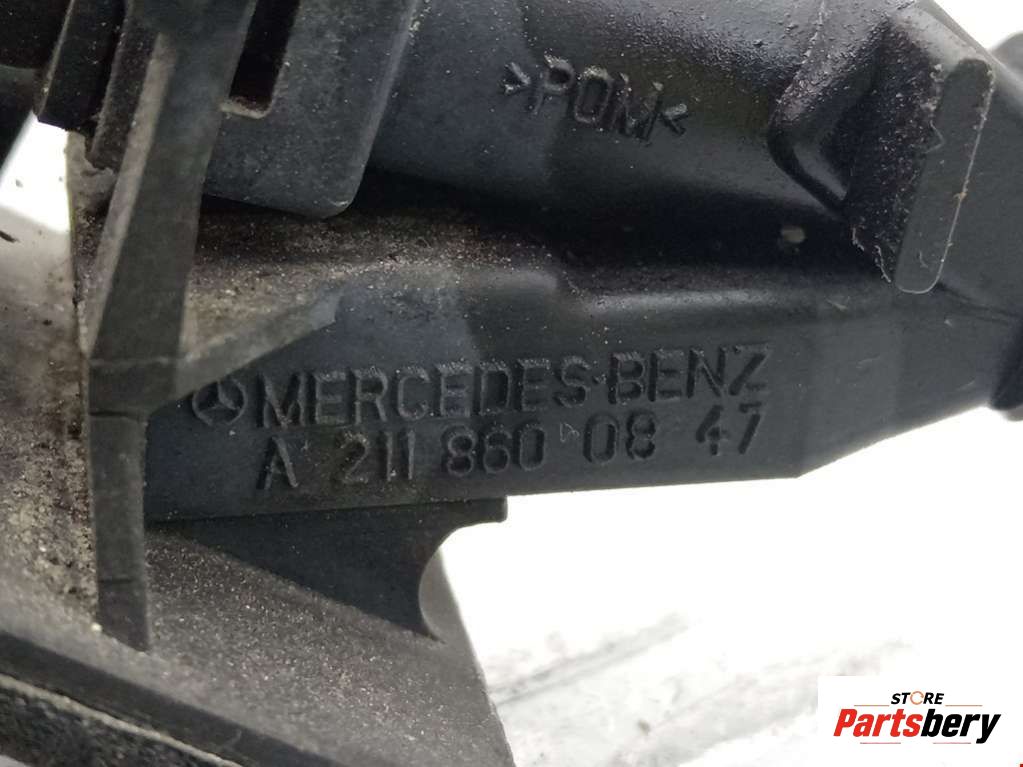 >POM<
MERCEDES-BENZ
A 211 860 08 47
STORE
Partsbery